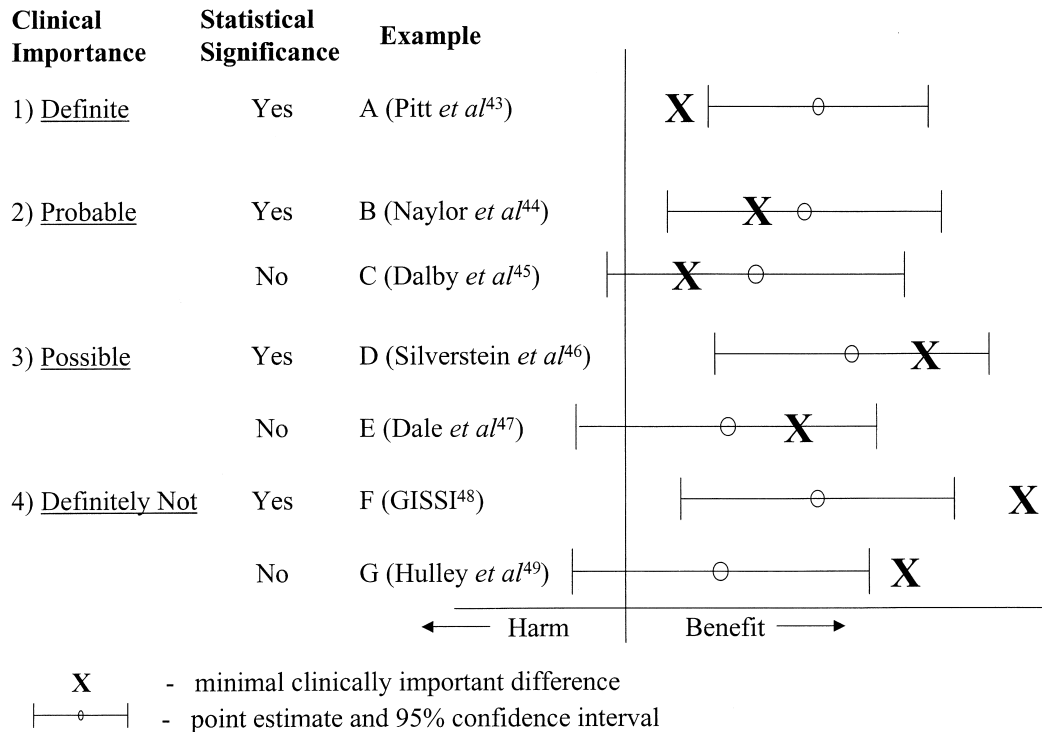 Clinical Importance Statistical Significance Example
1) Definite Yes A (Pitt et al43)
2) Probable Yes B (Naylor et al44)
No C (Dalby et al45)
3) Possible Yes D (Silverstein et al46)
No E (Dale et al47)
4) Definitely Not Yes F (GISSI48)
No G (Hulley et al49)
Harm Benefit
X - minimal clinically important difference
- point estimate and 95% confidence interval